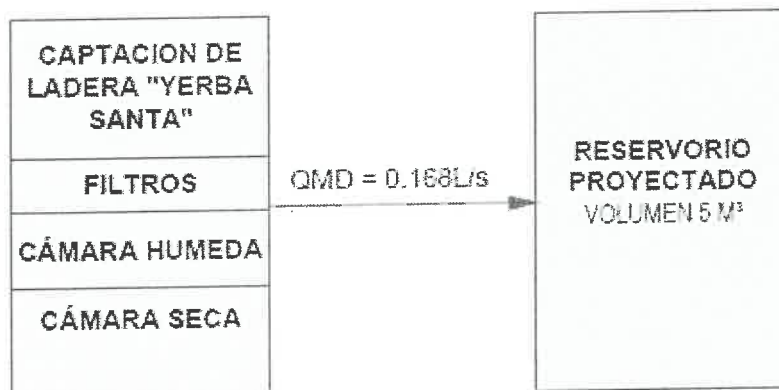 CAPTACION DE
LADERA "YERBA
SANTA"
FILTROS
CÁMARA HUMEDA
CÁMARA SECA
QMD = 0.168L/s
RESERVORIO
PROYECTADO
VOLUMEN 5 M³